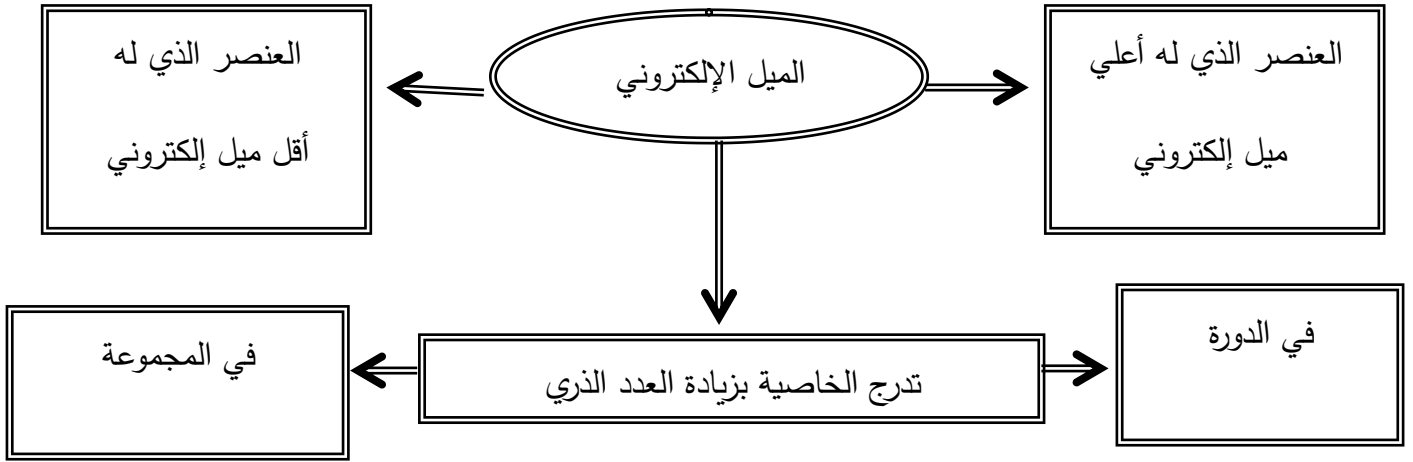 العنصر الذي له أعلي
ميل إلكتروني
الميل الإلكتروني
العنصر الذي له
أقل ميل إلكتروني
في الدورة
تدرج الخاصية بزيادة العدد الذري
في المجموعة